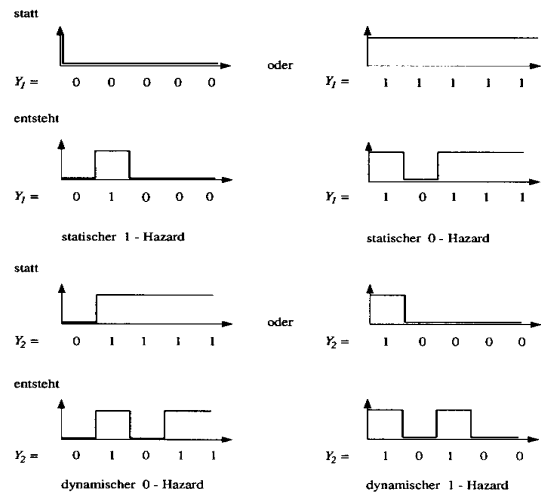 statt
oder
Y1 = 0 0 0 0 0
Y1 = 1 1 1 1 1
entsteht
Y1 = 0 1 0 0 0
Y1 = 1 0 1 1 1
statischer 1 - Hazard
statischer 0 - Hazard
statt
oder
Y2 = 0 1 1 1 1
Y2 = 1 0 0 0 0
entsteht
Y2 = 0 1 0 1 1
Y2 = 1 0 1 0 0
dynamischer 0 - Hazard
dynamischer 1 - Hazard